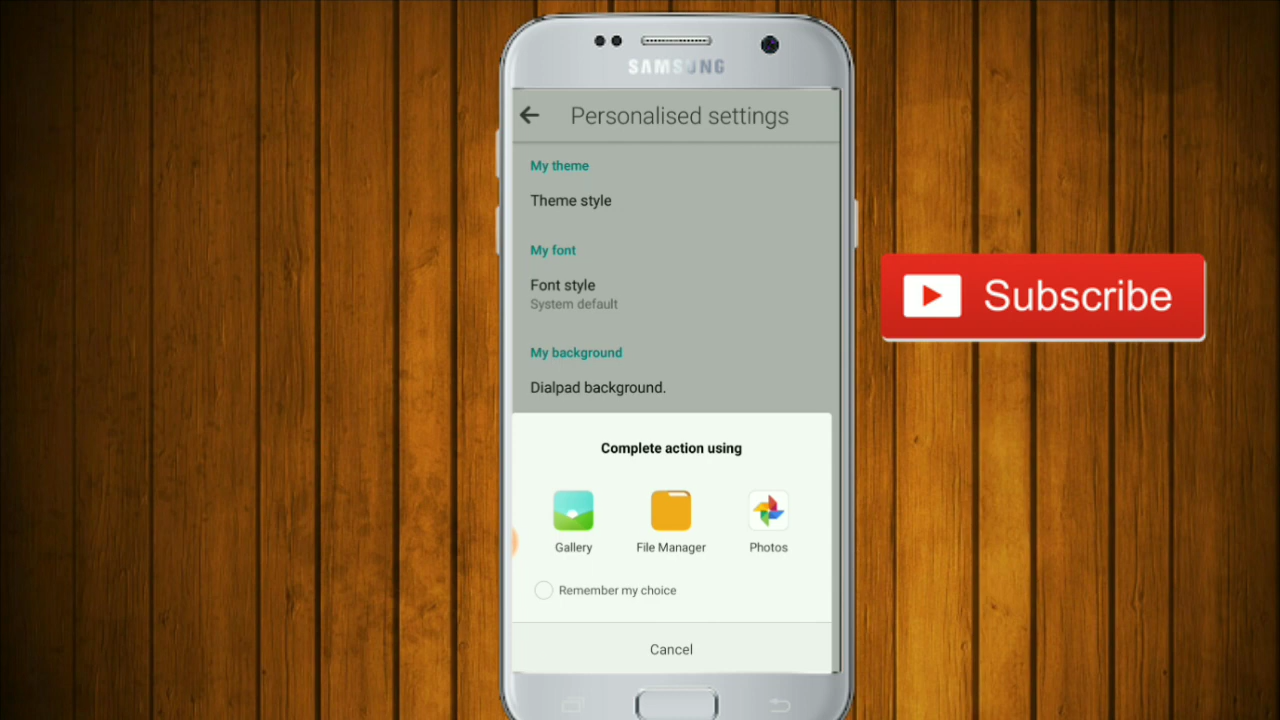 SAMSUNG
Personalised settings
My theme
Theme style
My font
Font style
System default
My background
Dialpad background.
Subscribe
Complete action using
Gallery
File Manager
Photos
Remember my choice
Cancel